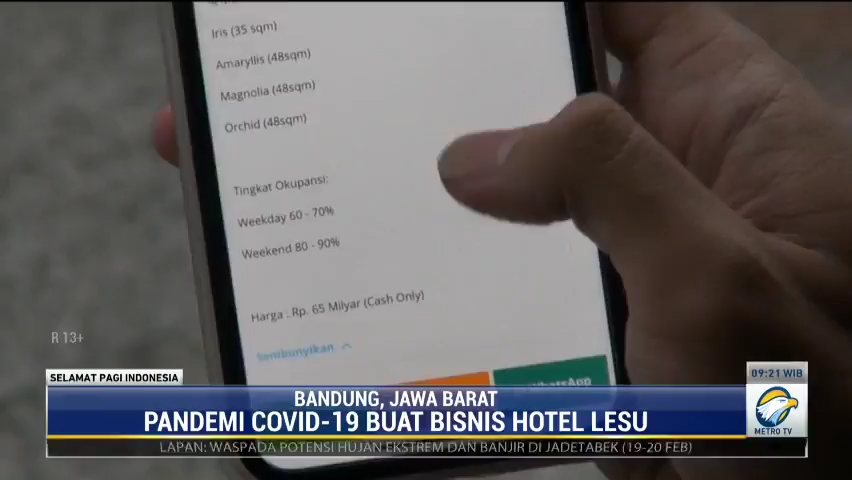 Iris (35 sqm)
Amaryllis (48sqm)
Magnolia (48sqm)
Orchid (48sqm)
Tingkat Okupansi:
Weekday 60 - 70%
Weekend 80 - 90%
Harga : Rp. 65 Milyar (Cash Only)
Sembunyikan
WhatsApp
R 13+
SELAMAT PAGI INDONESIA
09:21 WIB
BANDUNG, JAWA BARAT
PANDEMI COVID-19 BUAT BISNIS HOTEL LESU
METRO TV
LAPAN: WASPADA POTENSI HUJAN EKSTREM DAN BANJIR DI JADETABEK (19-20 FEB)